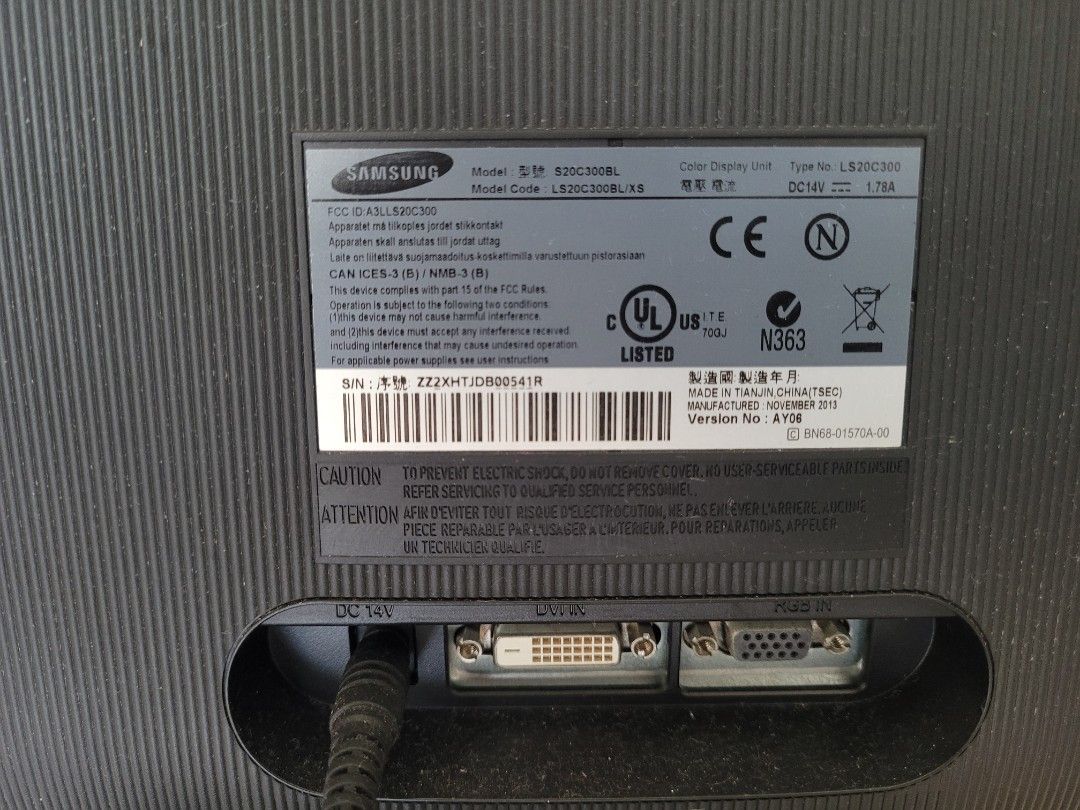 SAMSUNG
Model : 型號 S20C300BL
Model Code : LS20C300BL/XS
Color Display Unit Type No.: LS20C300
電壓 電流 DC14V 1.78A
FCC ID:A3LLS20C300
Apparatet må tilkoples jordet stikkontakt
Apparaten skall anslutas till jordat uttag
Laite on liitettävä suojamaadoitus-koskettimilla varustettuun pistorasiaan
CAN ICES-3 (B) / NMB-3 (B)
This device complies with part 15 of the FCC Rules.
Operation is subject to the following two conditions:
(1)this device may not cause harmful interference.
and (2)this device must accept any interference received.
including interference that may cause undesired operation.
For applicable power supplies see user instructions
CE N
C UL US I.T.E.
70GJ
LISTED
N363
S/N : 序號 ZZ2XHTJDB00541R
製造國 製造年月
MADE IN TIANJIN,CHINA(TSEC)
MANUFACTURED : NOVEMBER 2013
Version No : AY06
C BN68-01570A-00
CAUTION TO PREVENT ELECTRIC SHOCK, DO NOT REMOVE COVER. NO USER-SERVICEABLE PARTS INSIDE
REFER SERVICING TO QUALIFIED SERVICE PERSONNEL.
ATTENTION AFIN D'EVITER TOUT RISQUE D'ELECTROCUTION, NE PAS ENLEVER L'ARRIERE. AUCUNE
PIECE REPARABLE PAR L'USAGER A L'INTERIEUR. POUR REPARATIONS, APPELER
UN TECHNICIEN QUALIFIE.
DC 14V DVI IN RGB IN